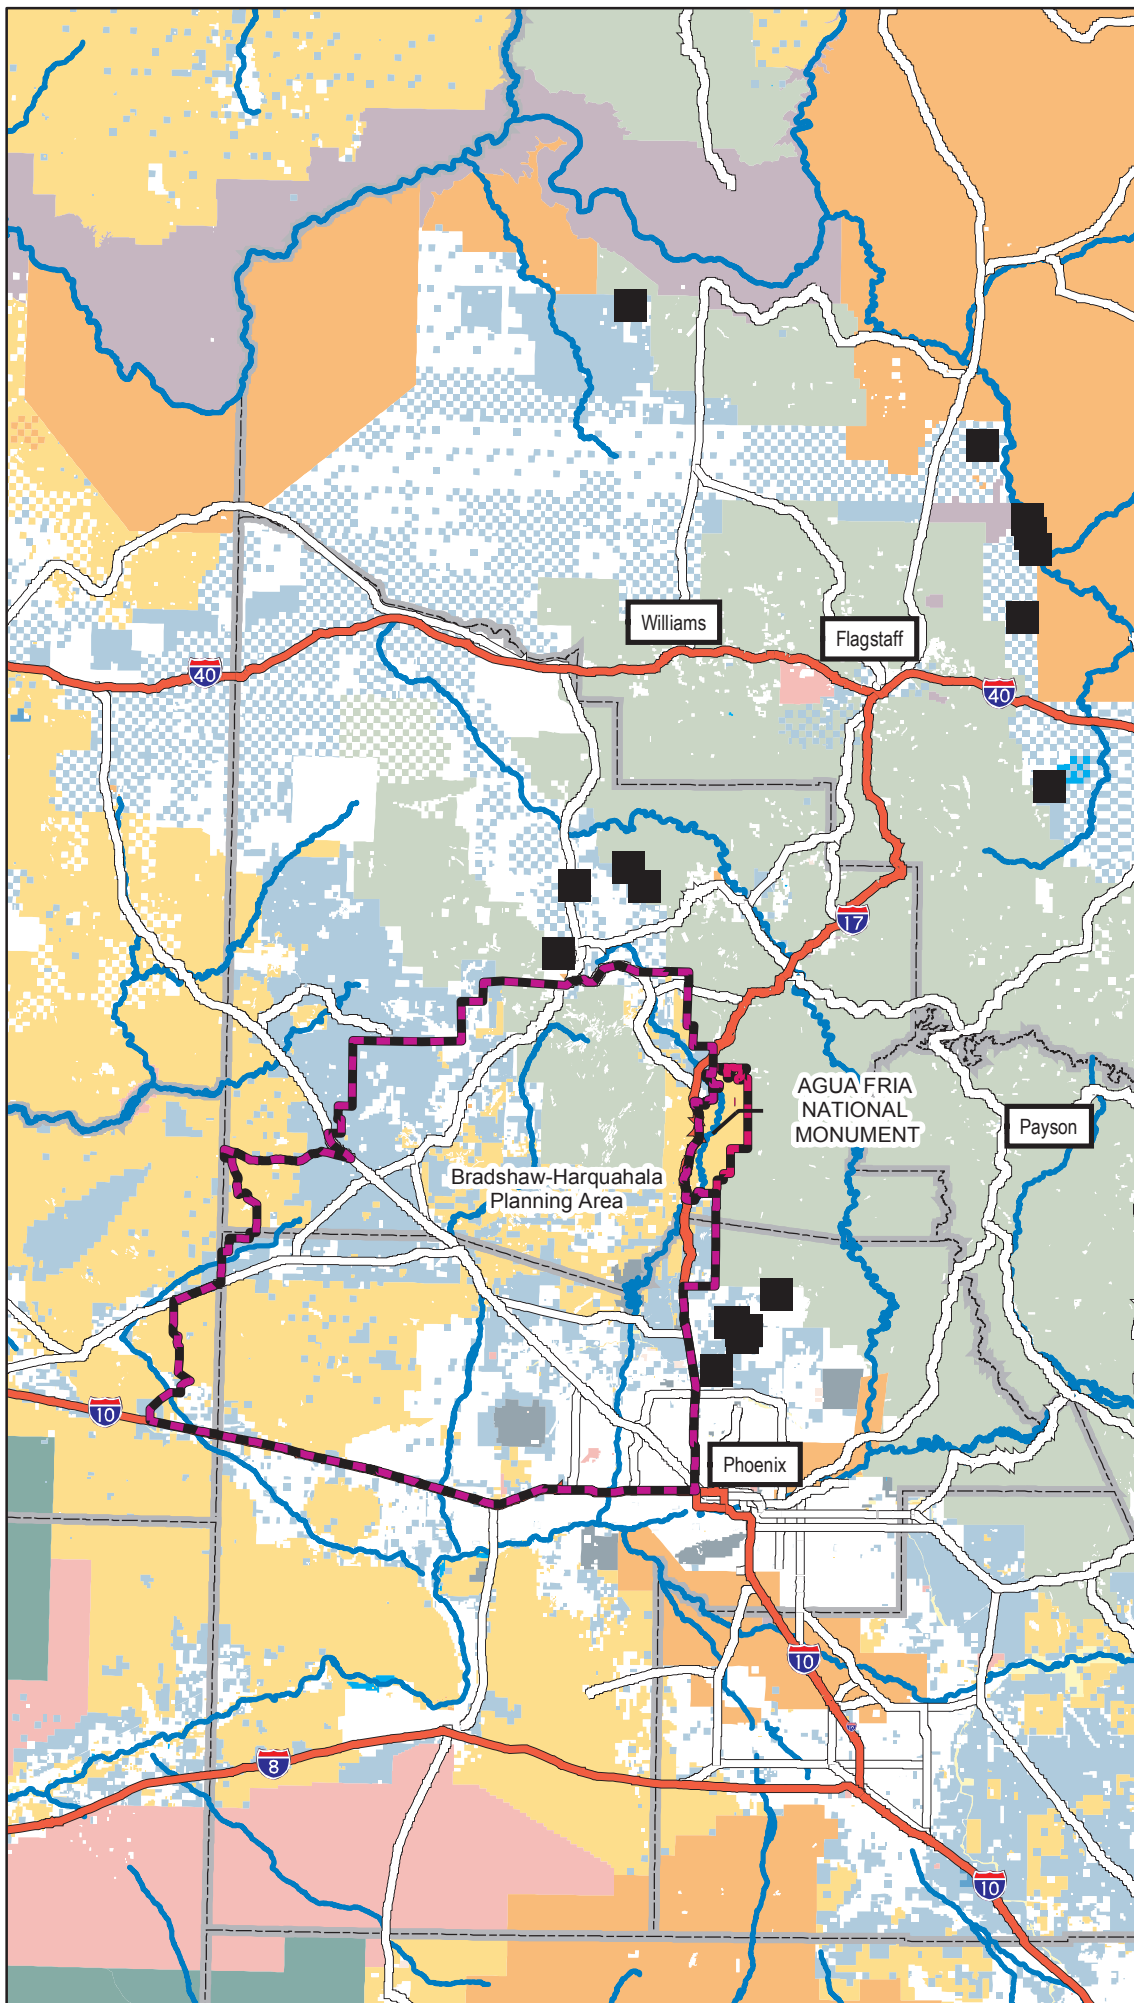 Williams
Flagstaff
40
40
17
AGUA FRIA
NATIONAL
MONUMENT
Payson
Bradshaw-Harquahala
Planning Area
10
Phoenix
10
8
10